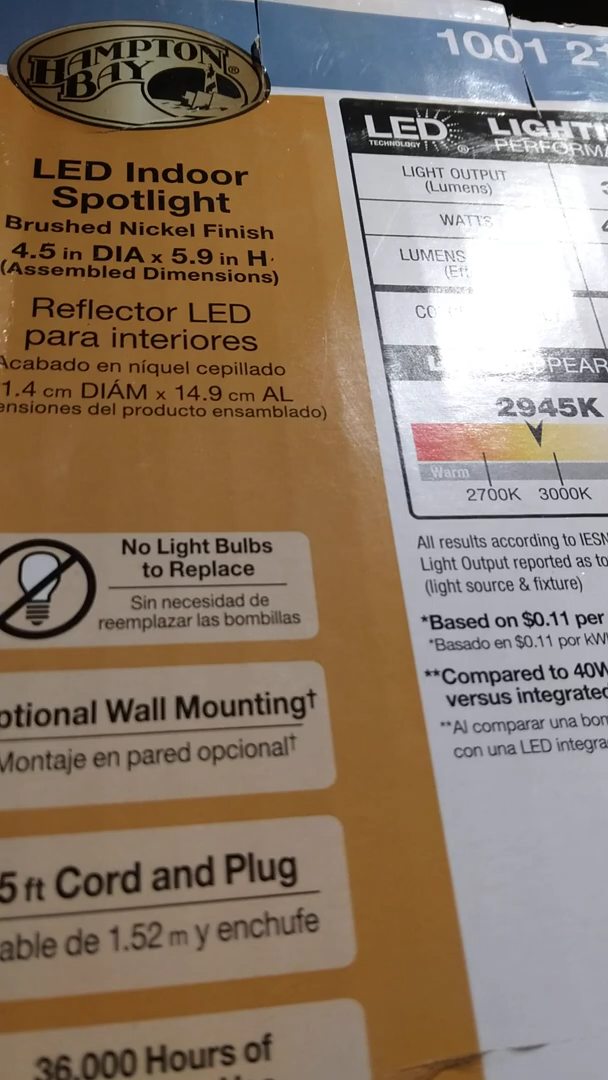 HAMPTON
BAY®
1001 21
LED Indoor
Spotlight
Brushed Nickel Finish
4.5 in DIA x 5.9 in H
(Assembled Dimensions)
Reflector LED
para interiores
Acabado en níquel cepillado
1.4 cm DIÁM x 14.9 cm AL
ensiones del producto ensamblado)
No Light Bulbs
to Replace
Sin necesidad de
reemplazar las bombillas
ptional Wall Mounting†
Montaje en pared opcional†
5 ft Cord and Plug
able de 1.52 m y enchufe
36,000 Hours of
LED LIGHTI
TECHNOLOGY ® PERFORMA
LIGHT OUTPUT
(Lumens)
WATTS
LUMENS
(Ef
PPEAR
2945K
Warm
2700K 3000K
All results according to IESN
Light Output reported as to
(light source & fixture)
*Based on $0.11 per
*Basado en $0.11 por kW
**Compared to 40W
versus integrated
**Al comparar una bom
con una LED integra